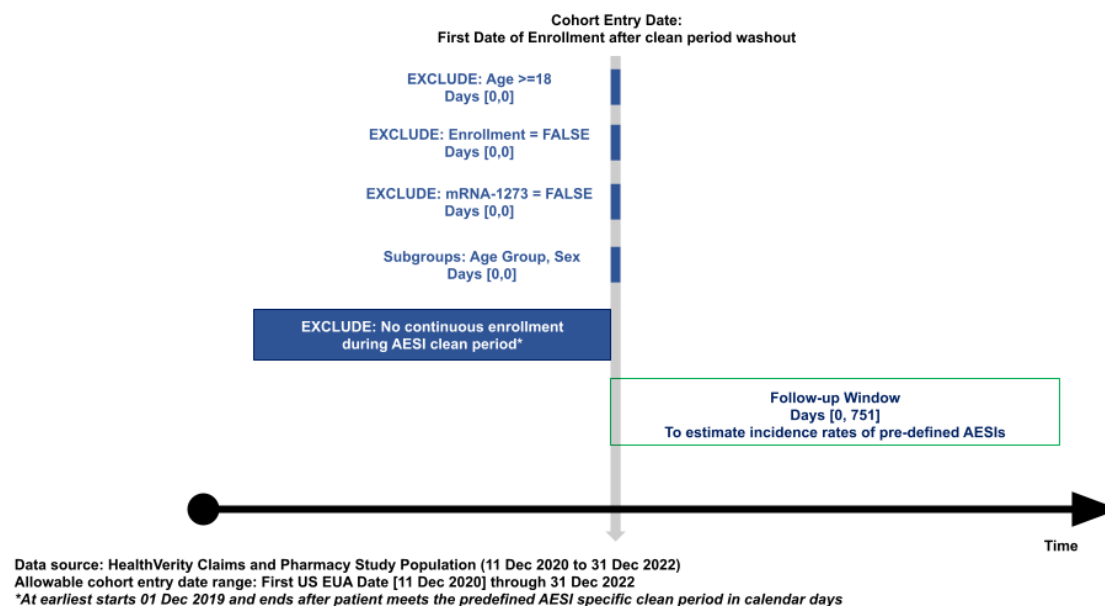 Cohort Entry Date:
First Date of Enrollment after clean period washout
EXCLUDE: Age >=18
Days [0,0]
EXCLUDE: Enrollment = FALSE
Days [0,0]
EXCLUDE: mRNA-1273 = FALSE
Days [0,0]
Subgroups: Age Group, Sex
Days [0,0]
EXCLUDE: No continuous enrollment
during AESI clean period*
Follow-up Window
Days [0, 751]
To estimate incidence rates of pre-defined AESIs
Time
Data source: HealthVerity Claims and Pharmacy Study Population (11 Dec 2020 to 31 Dec 2022)
Allowable cohort entry date range: First US EUA Date [11 Dec 2020] through 31 Dec 2022
*At earliest starts 01 Dec 2019 and ends after patient meets the predefined AESI specific clean period in calendar days